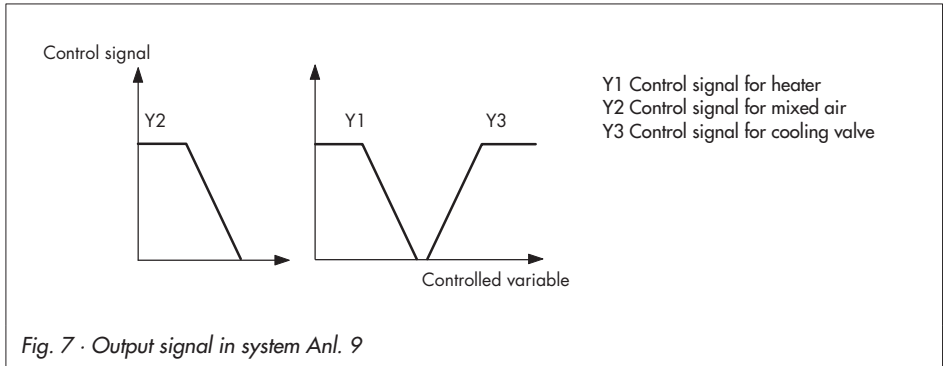 Control signal
Y2
Y1
Y3
Y1 Control signal for heater
Y2 Control signal for mixed air
Y3 Control signal for cooling valve
Controlled variable
Fig. 7 · Output signal in system Anl. 9